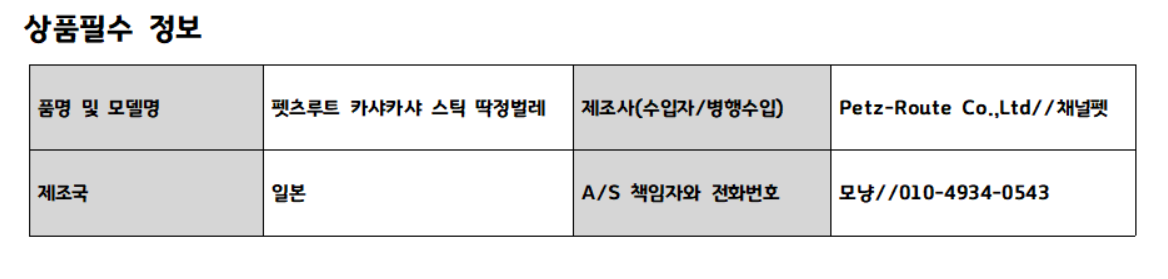 상품필수 정보
품명 및 모델명 펫츠루트 카샤카샤 스틱 딱정벌레 제조사(수입자/병행수입) Petz-Route Co.,Ltd//채널펫
제조국 일본 A/S 책임자와 전화번호 모냥//010-4934-0543